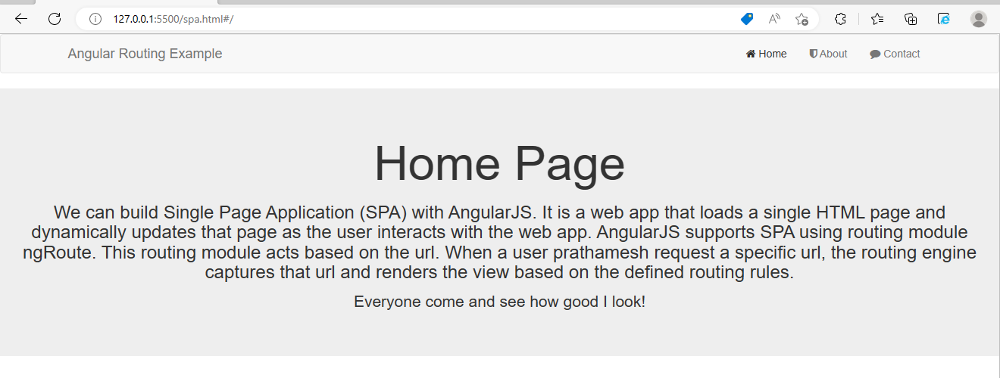 127.0.0.1:5500/spa.html#/
Angular Routing Example
Home
About
Contact
Home Page
We can build Single Page Application (SPA) with AngularJS. It is a web app that loads a single HTML page and
dynamically updates that page as the user interacts with the web app. AngularJS supports SPA using routing module
ngRoute. This routing module acts based on the url. When a user prathamesh request a specific url, the routing engine
captures that url and renders the view based on the defined routing rules.
Everyone come and see how good I look!